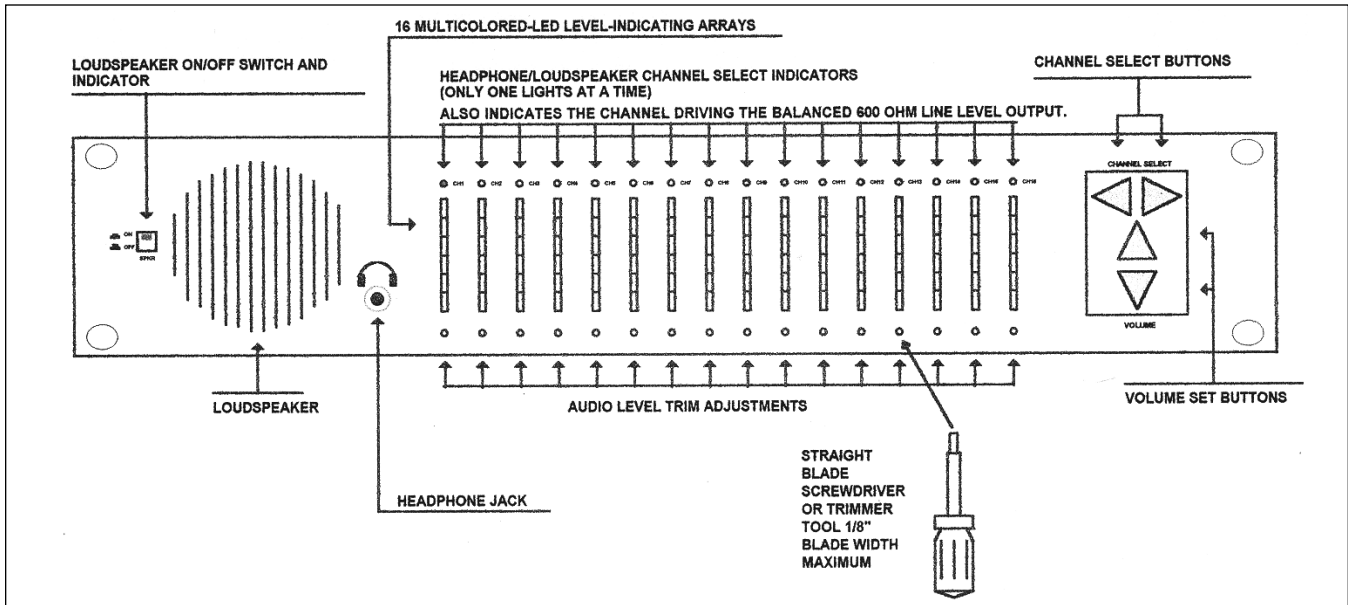 16 MULTICOLORED-LED LEVEL-INDICATING ARRAYS
LOUDSPEAKER ON/OFF SWITCH AND
INDICATOR
HEADPHONE/LOUDSPEAKER CHANNEL SELECT INDICATORS
(ONLY ONE LIGHTS AT A TIME)
ALSO INDICATES THE CHANNEL DRIVING THE BALANCED 600 OHM LINE LEVEL OUTPUT.
CHANNEL SELECT BUTTONS
CHANNEL SELECT
CH1 CH2 CH3 CH4 CH5 CH6 CH7 CH8 CH9 CH10 CH11 CH12 CH13 CH14 CH15 CH16
ON
OFF
SPKR
VOLUME
LOUDSPEAKER
AUDIO LEVEL TRIM ADJUSTMENTS
VOLUME SET BUTTONS
HEADPHONE JACK
STRAIGHT
BLADE
SCREWDRIVER
OR TRIMMER
TOOL 1/8"
BLADE WIDTH
MAXIMUM